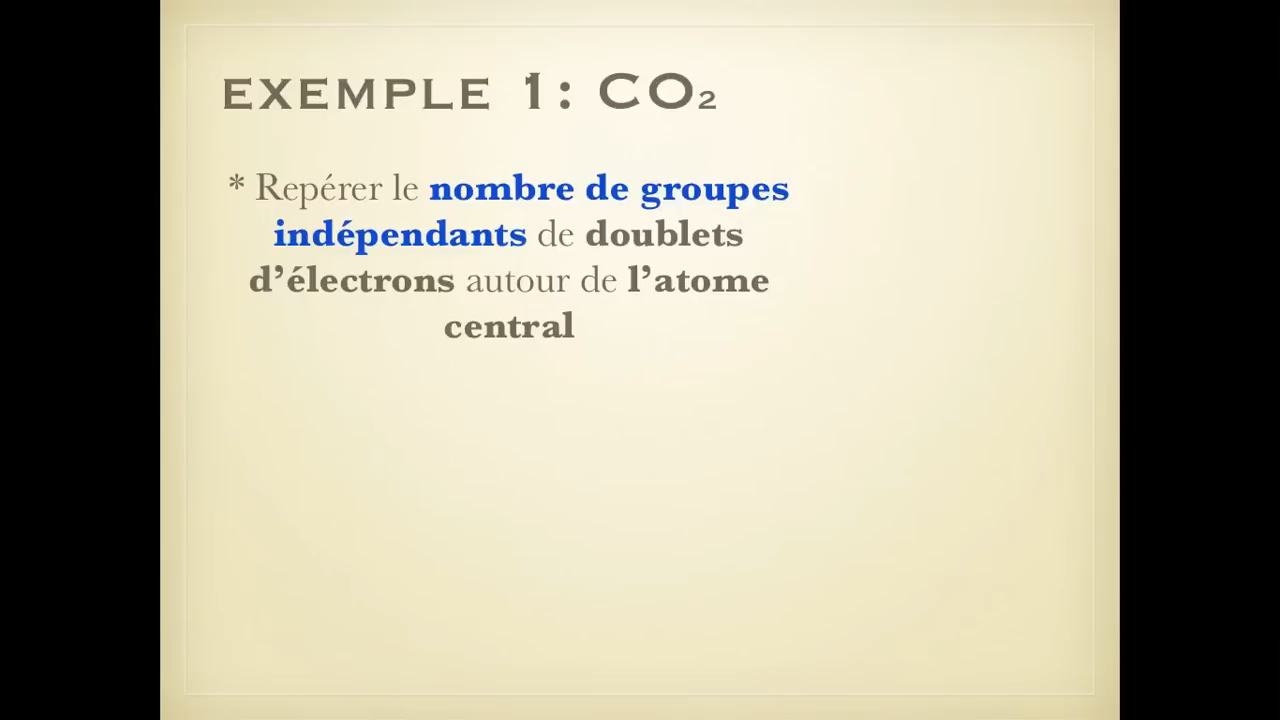 EXEMPLE 1: CO₂
* Repérer le nombre de groupes
indépendants de doublets
d’électrons autour de l’atome
central